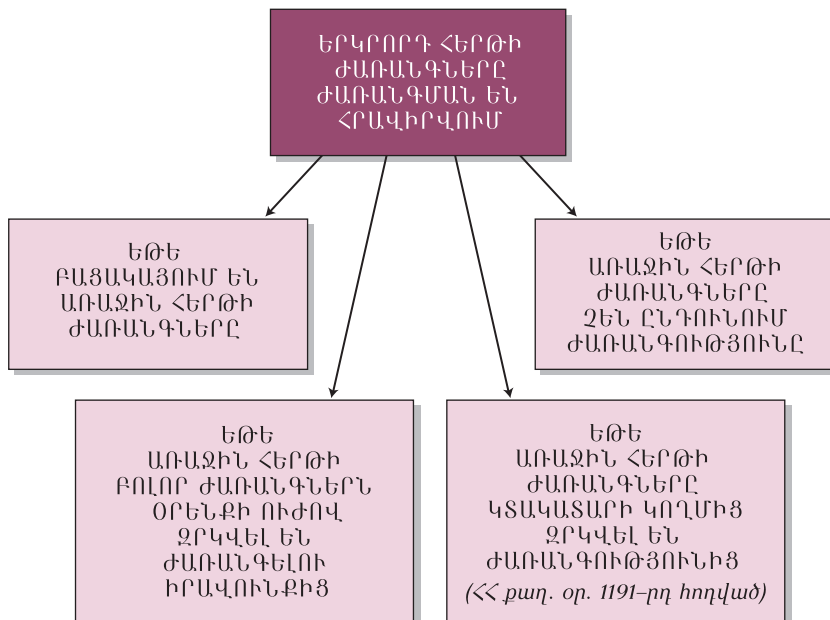 ԵՐԿՐՈՐԴ ՀԵՐԹԻ
ԺԱՌԱՆԳՆԵՐԸ
ԺԱՌԱՆԳՄԱՆ ԵՆ
ՀՐԱՎԻՐՎՈՒՄ
ԵԹԵ
ԲԱՑԱԿԱՅՈՒՄ ԵՆ
ԱՌԱՋԻՆ ՀԵՐԹԻ
ԺԱՌԱՆԳՆԵՐԸ
ԵԹԵ
ԱՌԱՋԻՆ ՀԵՐԹԻ
ԺԱՌԱՆԳՆԵՐԸ
ՉԵՆ ԸՆԴՈՒՆՈՒՄ
ԺԱՌԱՆԳՈՒԹՅՈՒՆԸ
ԵԹԵ
ԱՌԱՋԻՆ ՀԵՐԹԻ
ԲՈԼՈՐ ԺԱՌԱՆԳՆԵՐՆ
ՕՐԵՆՔԻ ՈՒԺՈՎ
ԶՐԿՎԵԼ ԵՆ
ԺԱՌԱՆԳԵԼՈՒ
ԻՐԱՎՈՒՆՔԻՑ
ԵԹԵ
ԱՌԱՋԻՆ ՀԵՐԹԻ
ԺԱՌԱՆԳՆԵՐԸ
ԿՏԱԿԱՏԱՐԻ ԿՈՂՄԻՑ
ԶՐԿՎԵԼ ԵՆ
ԺԱՌԱՆԳՈՒԹՅՈՒՆԻՑ
(ՀՀ քաղ. օր. 1191–րդ հոդված)